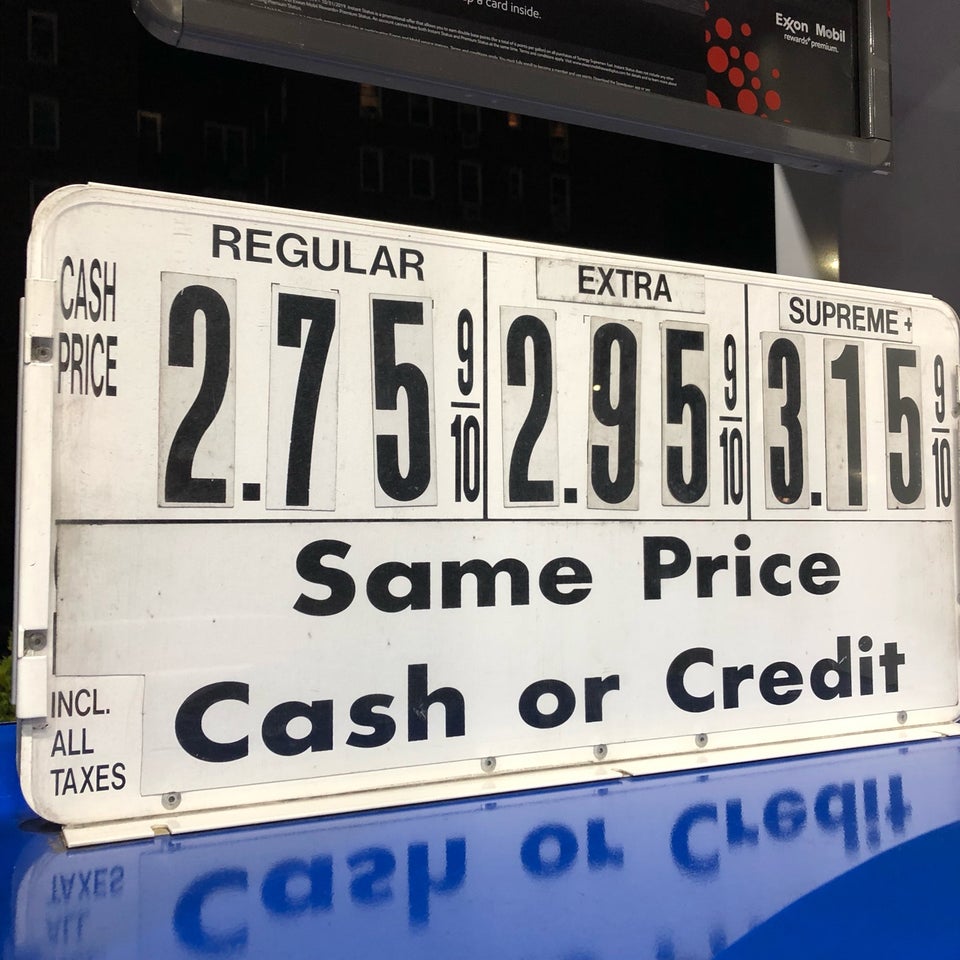 p a card inside.
Exxon Mobil
rewards+ premium.
REGULAR
EXTRA
SUPREME +
CASH
PRICE
2.75 9/10
2.95 9/10
3.15 9/10
Same Price
Cash or Credit
INCL.
ALL
TAXES